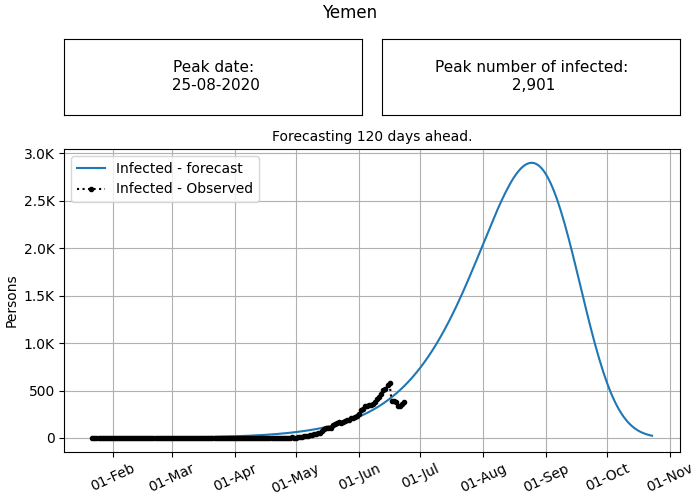 Yemen
Peak date:
25-08-2020
Peak number of infected:
2,901
Forecasting 120 days ahead.
Infected - forecast
Infected - Observed
3.0K
2.5K
2.0K
1.5K
1.0K
500
0
Persons
01-Feb
01-Mar
01-Apr
01-May
01-Jun
01-Jul
01-Aug
01-Sep
01-Oct
01-Nov